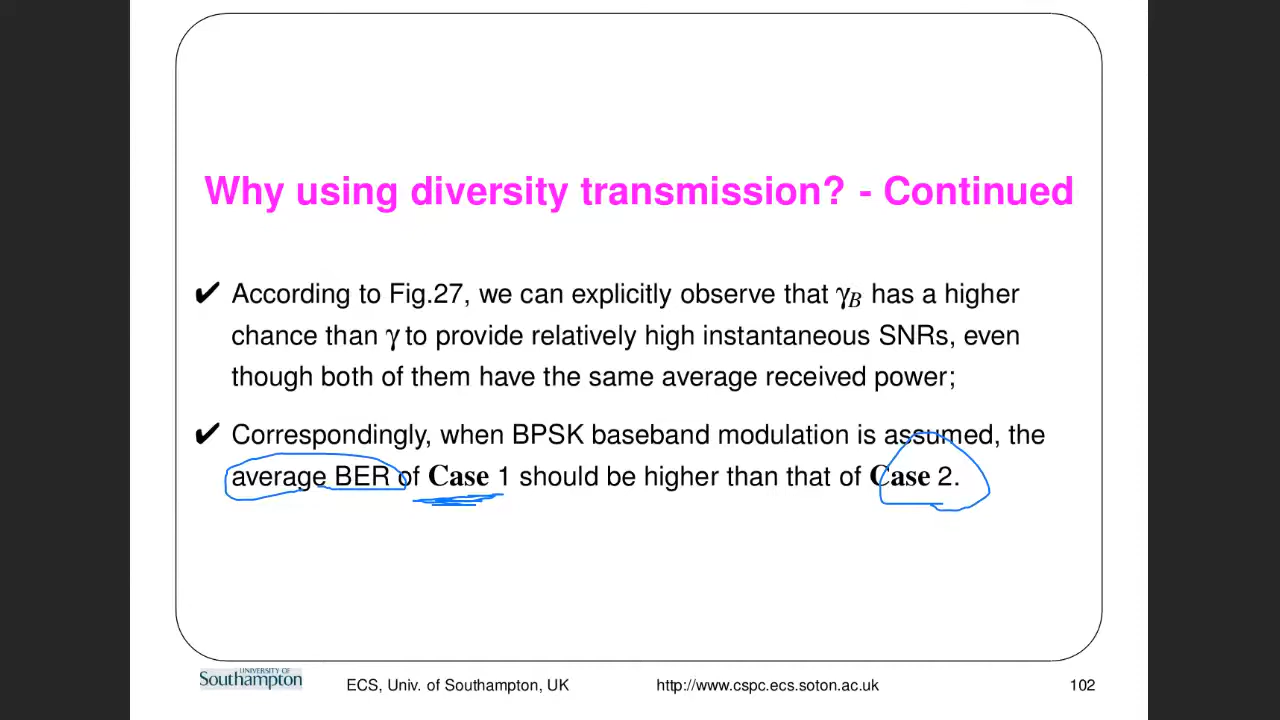 Why using diversity transmission? - Continued
✔ According to Fig.27, we can explicitly observe that γB has a higher
chance than γ to provide relatively high instantaneous SNRs, even
though both of them have the same average received power;
✔ Correspondingly, when BPSK baseband modulation is assumed, the
average BER of Case 1 should be higher than that of Case 2.
UNIVERSITY OF
Southampton
ECS, Univ. of Southampton, UK
http://www.cspc.ecs.soton.ac.uk
102